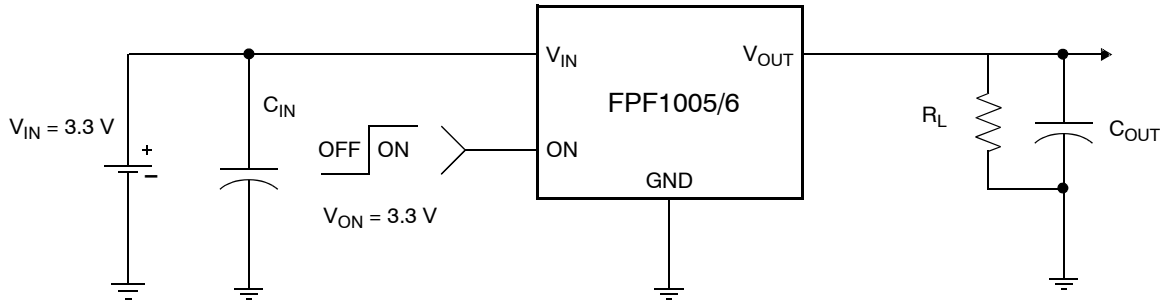 V_IN
V_OUT
FPF1005/6
C_IN
R_L
V_IN = 3.3 V
+
−
OFF
ON
ON
C_OUT
GND
V_ON = 3.3 V